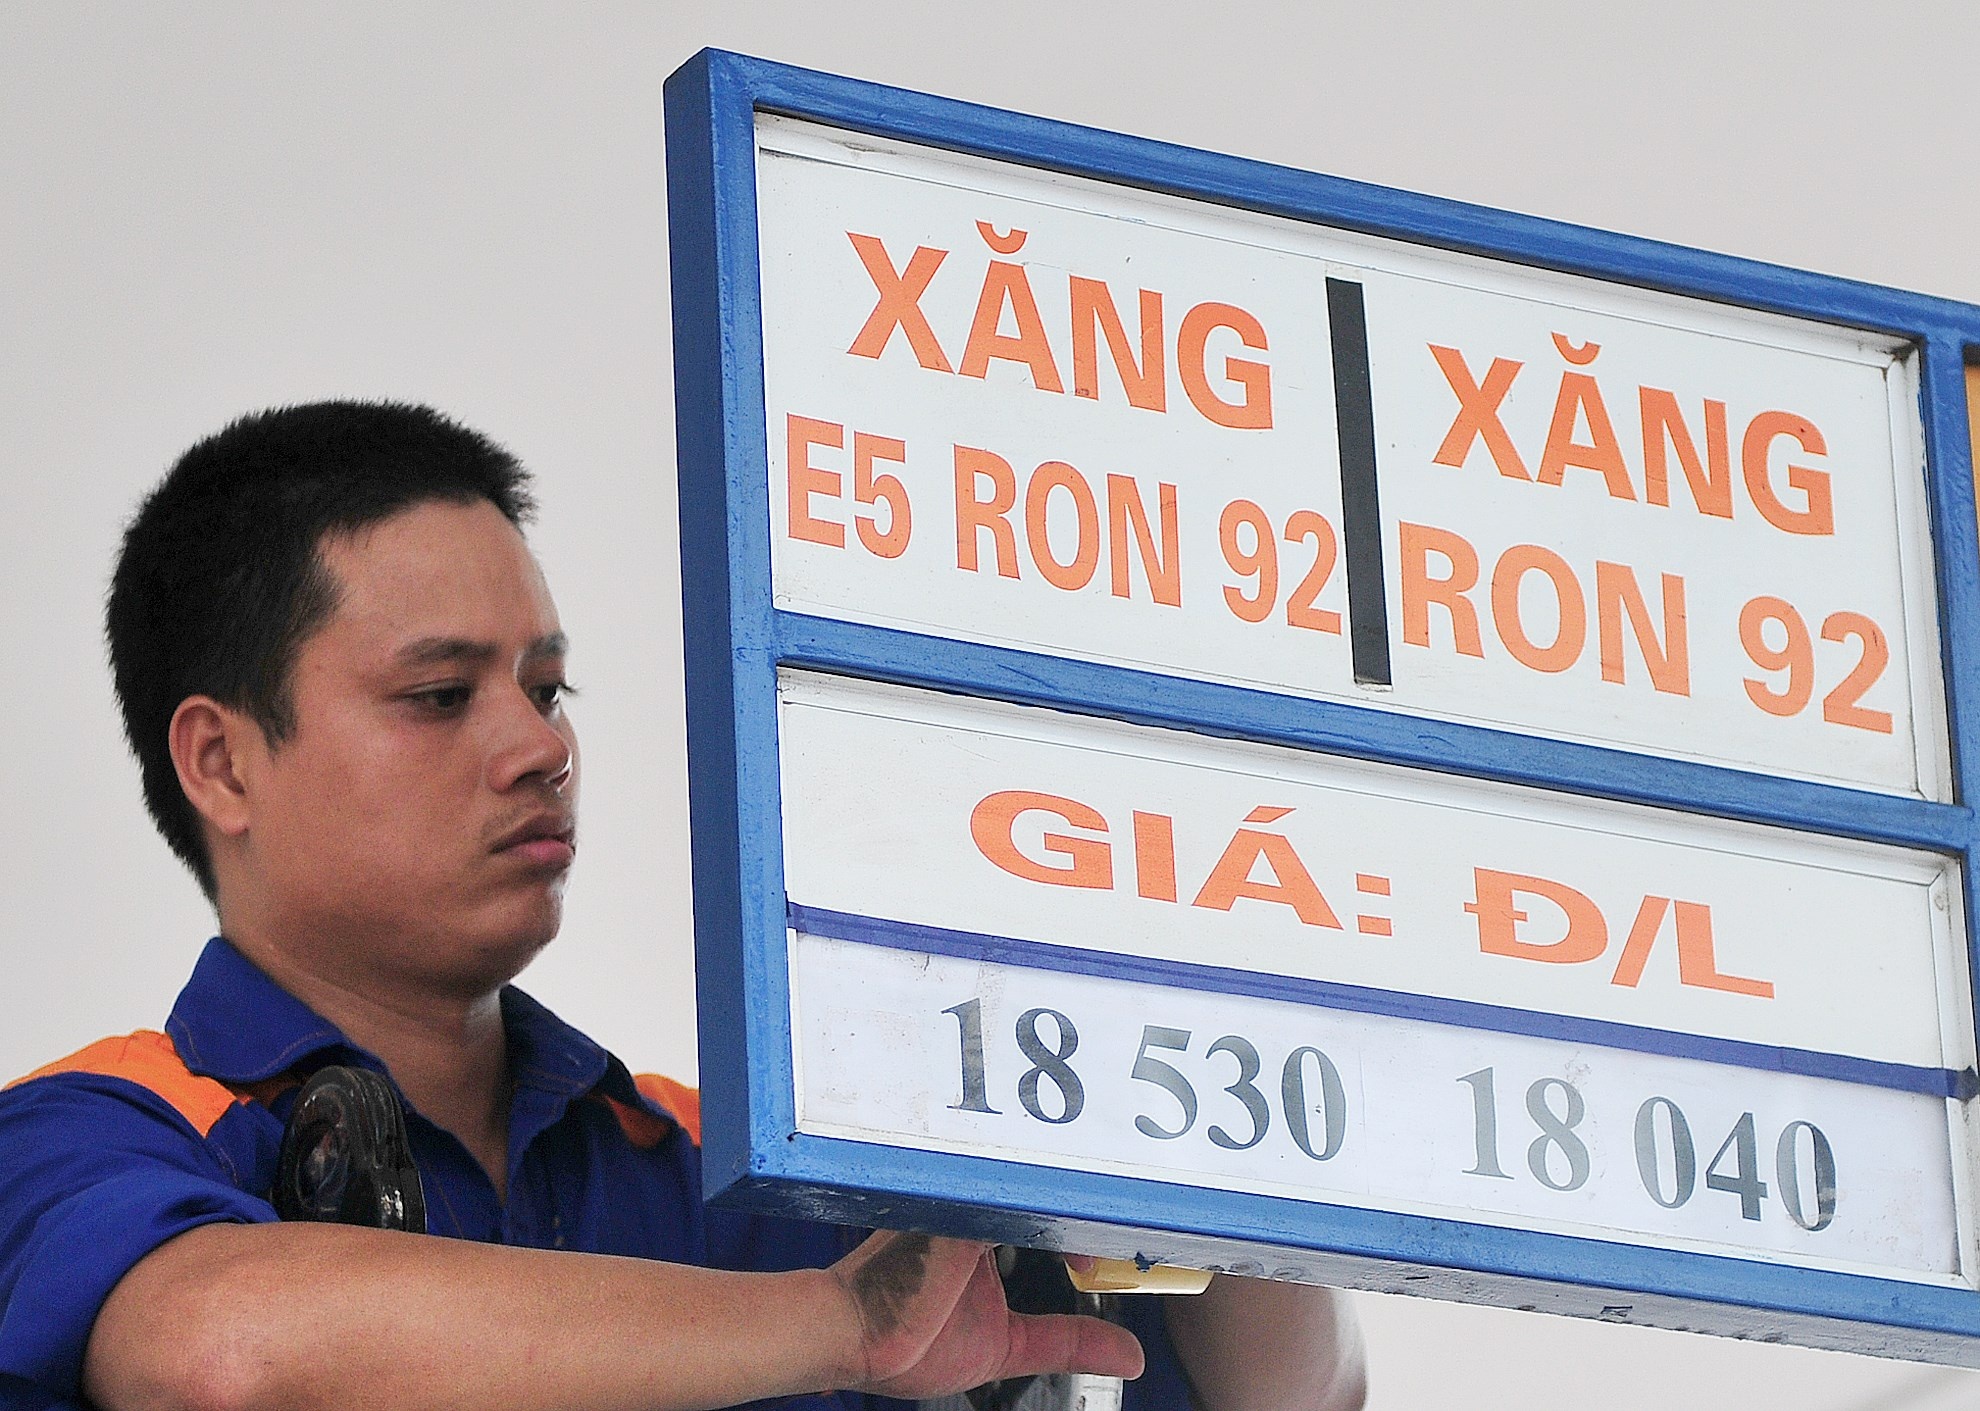 XĂNG
E5 RON 92
XĂNG
RON 92
GIÁ: Đ/L
18 530 18 040